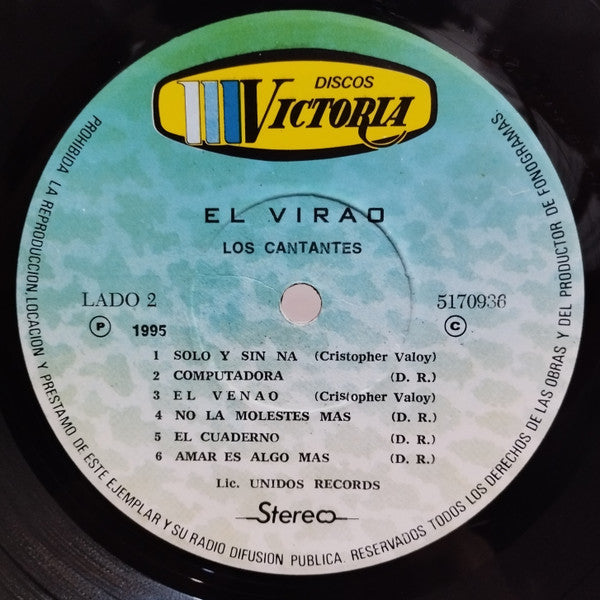 DISCOS
VICTORIA
EL VIRAO
LOS CANTANTES
LADO 2
5170936
P 1995
C
1 SOLO Y SIN NA (Cristopher Valoy)
2 COMPUTADORA (D. R.)
3 EL VENAO (Cristopher Valoy)
4 NO LA MOLESTES MAS (D. R.)
5 EL CUADERNO (D. R.)
6 AMAR ES ALGO MAS (D. R.)
Lic. UNIDOS RECORDS
Stereo
PROHIBIDA LA REPRODUCCION, LOCACION Y PRESTAMO DE ESTE EJEMPLAR Y SU RADIO DIFUSION PUBLICA. RESERVADOS TODOS LOS DERECHOS DE LAS OBRAS Y DEL PRODUCTOR DE FONOGRAMAS.